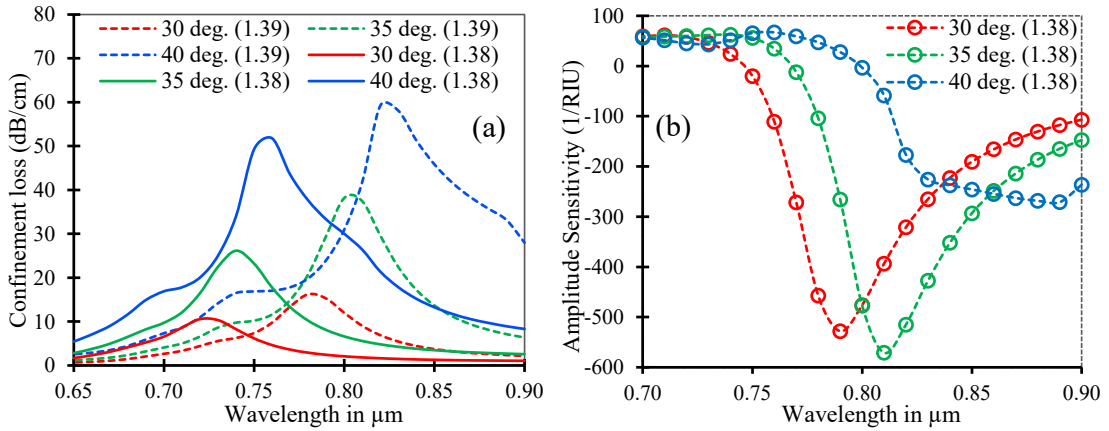 80
70
60
50
40
30
20
10
0
Confinement loss (dB/cm)
30 deg. (1.39)
35 deg. (1.39)
40 deg. (1.39)
30 deg. (1.38)
35 deg. (1.38)
40 deg. (1.38)
(a)
0.65
0.70
0.75
0.80
0.85
0.90
Wavelength in µm
100
0
-100
-200
-300
-400
-500
-600
Amplitude Sensitivity (1/RIU)
30 deg. (1.38)
35 deg. (1.38)
40 deg. (1.38)
(b)
0.70
0.75
0.80
0.85
0.90
Wavelength in µm